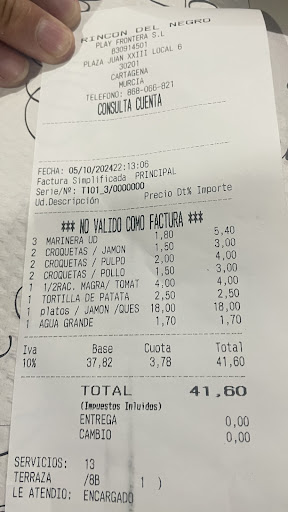 RINCON DEL NEGRO
PLAY FRONTERA S.L
B30914501
PLAZA JUAN XXIII LOCAL 6
30201
CARTAGENA
MURCIA
TELEFONO: 868-066-821
CONSULTA CUENTA
FECHA: 05/10/202422:13:06
Factura Simplificada PRINCIPAL
Serie/Nº: T101_3/0000000
Ud.Descripción Precio Dt% Importe
*** NO VALIDO COMO FACTURA ***
3 MARINERA UD 1,80 5,40
2 CROQUETAS / JAMON 1,50 3,00
2 CROQUETAS / PULPO 2,00 4,00
2 CROQUETAS / POLLO 1,50 3,00
1 1/2RAC. MAGRA/ TOMAT 4,00 4,00
1 TORTILLA DE PATATA 2,50 2,50
1 platos / JAMON /QUES 18,00 18,00
1 AGUA GRANDE 1,70 1,70
Iva Base Cuota Total
10% 37,82 3,78 41,60
TOTAL 41,60
(Impuestos Inluidos)
ENTREGA 0,00
CAMBIO 0,00
SERVICIOS: 13
TERRAZA /8B 1 )
LE ATENDIO: ENCARGADO